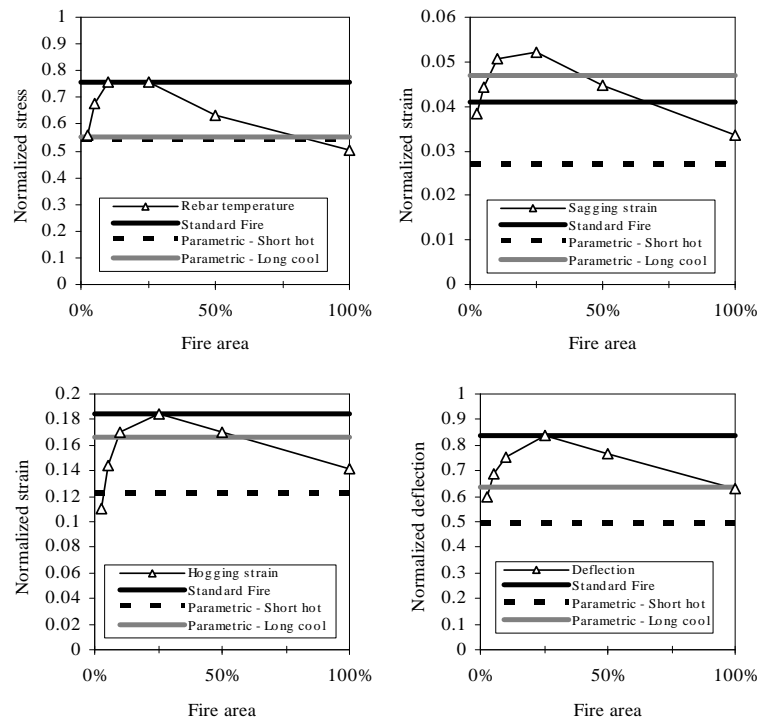 Normalized stress
1
0.9
0.8
0.7
0.6
0.5
0.4
0.3
0.2
0.1
0
Rebar temperature
Standard Fire
Parametric - Short hot
Parametric - Long cool
0%
50%
100%
Fire area
Normalized strain
0.06
0.05
0.04
0.03
0.02
0.01
0
Sagging strain
Standard Fire
Parametric - Short hot
Parametric - Long cool
0%
50%
100%
Fire area
Normalized strain
0.2
0.18
0.16
0.14
0.12
0.1
0.08
0.06
0.04
0.02
0
Hogging strain
Standard Fire
Parametric - Short hot
Parametric - Long cool
0%
50%
100%
Fire area
Normalized deflection
1
0.9
0.8
0.7
0.6
0.5
0.4
0.3
0.2
0.1
0
Deflection
Standard Fire
Parametric - Short hot
Parametric - Long cool
0%
50%
100%
Fire area